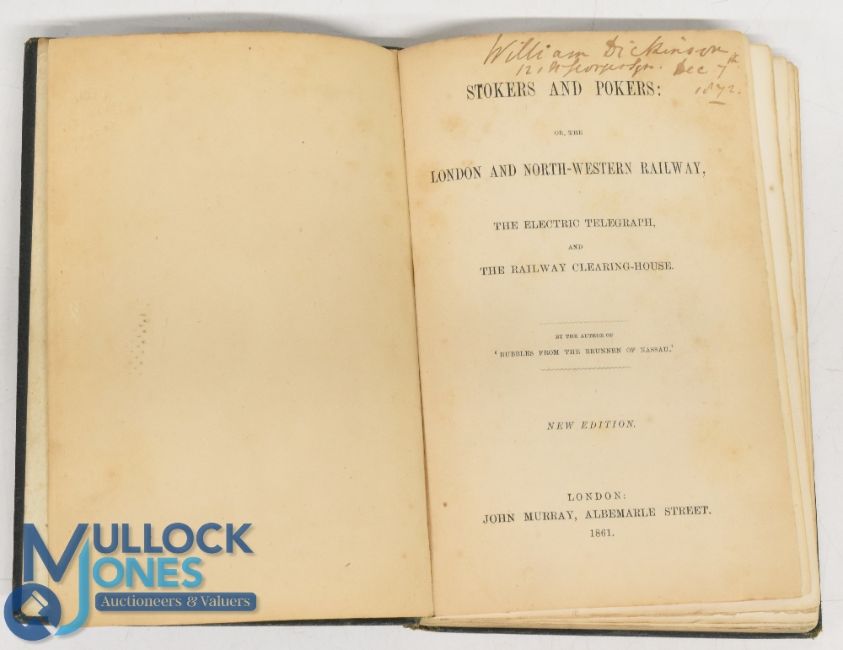 William Dickinson
Dec 7th
1872.
STOKERS AND POKERS:
OR, THE
LONDON AND NORTH-WESTERN RAILWAY,
THE ELECTRIC TELEGRAPH,
AND
THE RAILWAY CLEARING-HOUSE.
BY THE AUTHOR OF
'BUBBLES FROM THE BRUNNEN OF NASSAU.'
NEW EDITION.
LONDON:
JOHN MURRAY, ALBEMARLE STREET.
1861.
MULLOCK
JONES
Auctioneers & Valuers